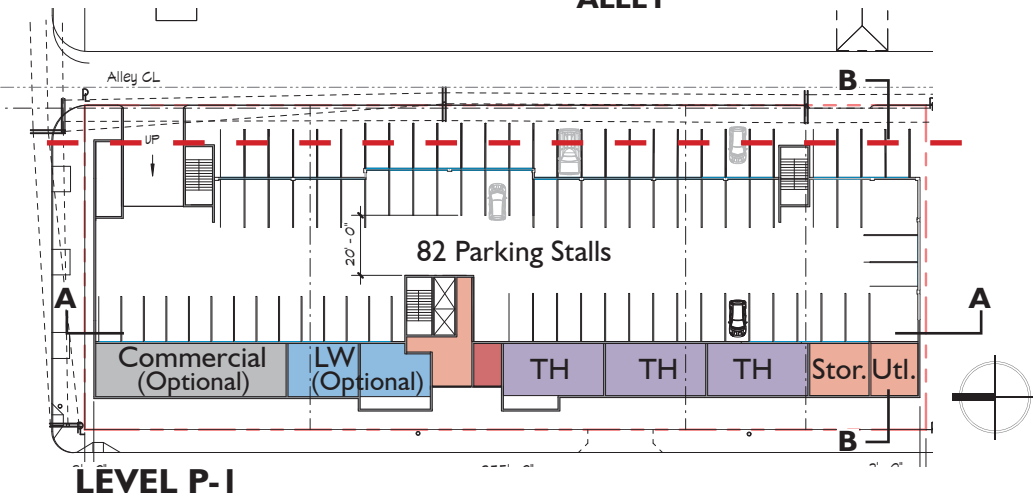 Alley CL
B
UP
20'-0"
82 Parking Stalls
A
A
Commercial
(Optional)
LW
(Optional)
TH
TH
TH
Stor.
Utl.
B
LEVEL P-1